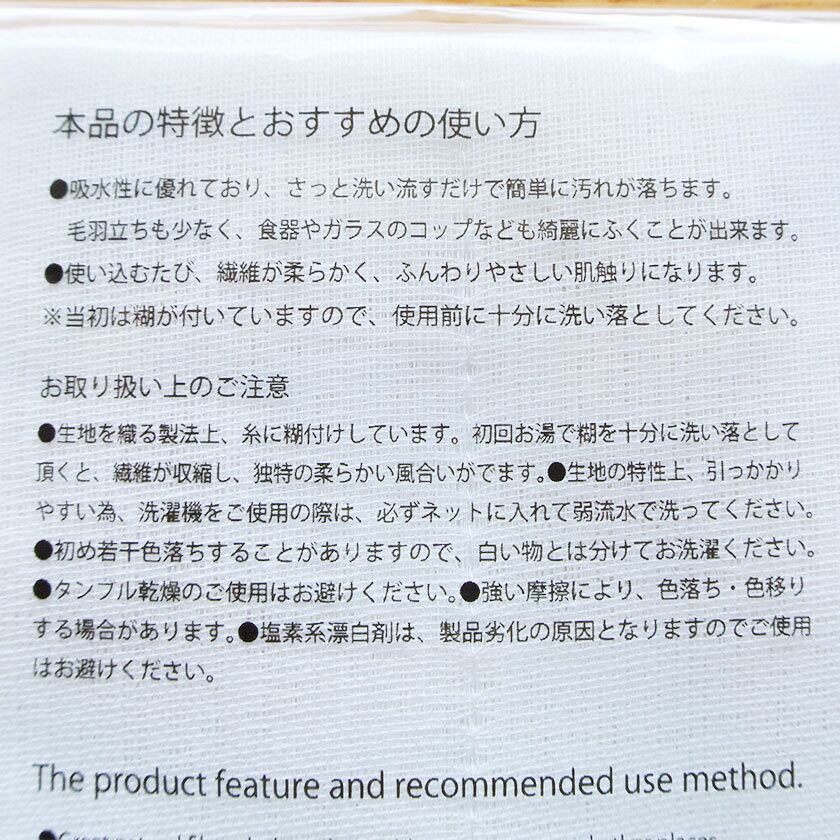 本品の特徴とおすすめの使い方
●吸水性に優れており、さっと洗い流すだけで簡単に汚れが落ちます。
毛羽立ちも少なく、食器やガラスのコップなども綺麗にふくことが出来ます。
●使い込むたび、繊維が柔らかく、ふんわりやさしい肌触りになります。
※当初は糊が付いていますので、使用前に十分に洗い落としてください。
お取り扱い上のご注意
●生地を織る製法上、糸に糊付けしています。初回お湯で糊を十分に洗い落として
頂くと、繊維が収縮し、独特の柔らかい風合いがでます。●生地の特性上、引っかかり
やすい為、洗濯機をご使用の際は、必ずネットに入れて弱流水で洗ってください。
●初め若干色落ちすることがありますので、白い物とは分けてお洗濯ください。
●タンブル乾燥のご使用はお避けください。●強い摩擦により、色落ち・色移り
する場合があります。●塩素系漂白剤は、製品劣化の原因となりますのでご使用
はお避けください。
The product feature and recommended use method.